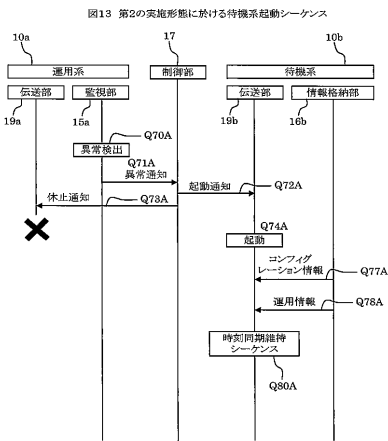 図13 第2の実施形態に於ける待機系起動シーケンス
10a
17
10b
運用系
制御部
待機系
伝送部
監視部
伝送部
情報格納部
19a
15a
19b
16b
Q70A
異常検出
Q71A
異常通知
起動通知
Q72A
休止通知
Q73A
Q74A
起動
コンフィグ
レーション情報
Q77A
運用情報
Q78A
時刻同期維持
シーケンス
Q80A